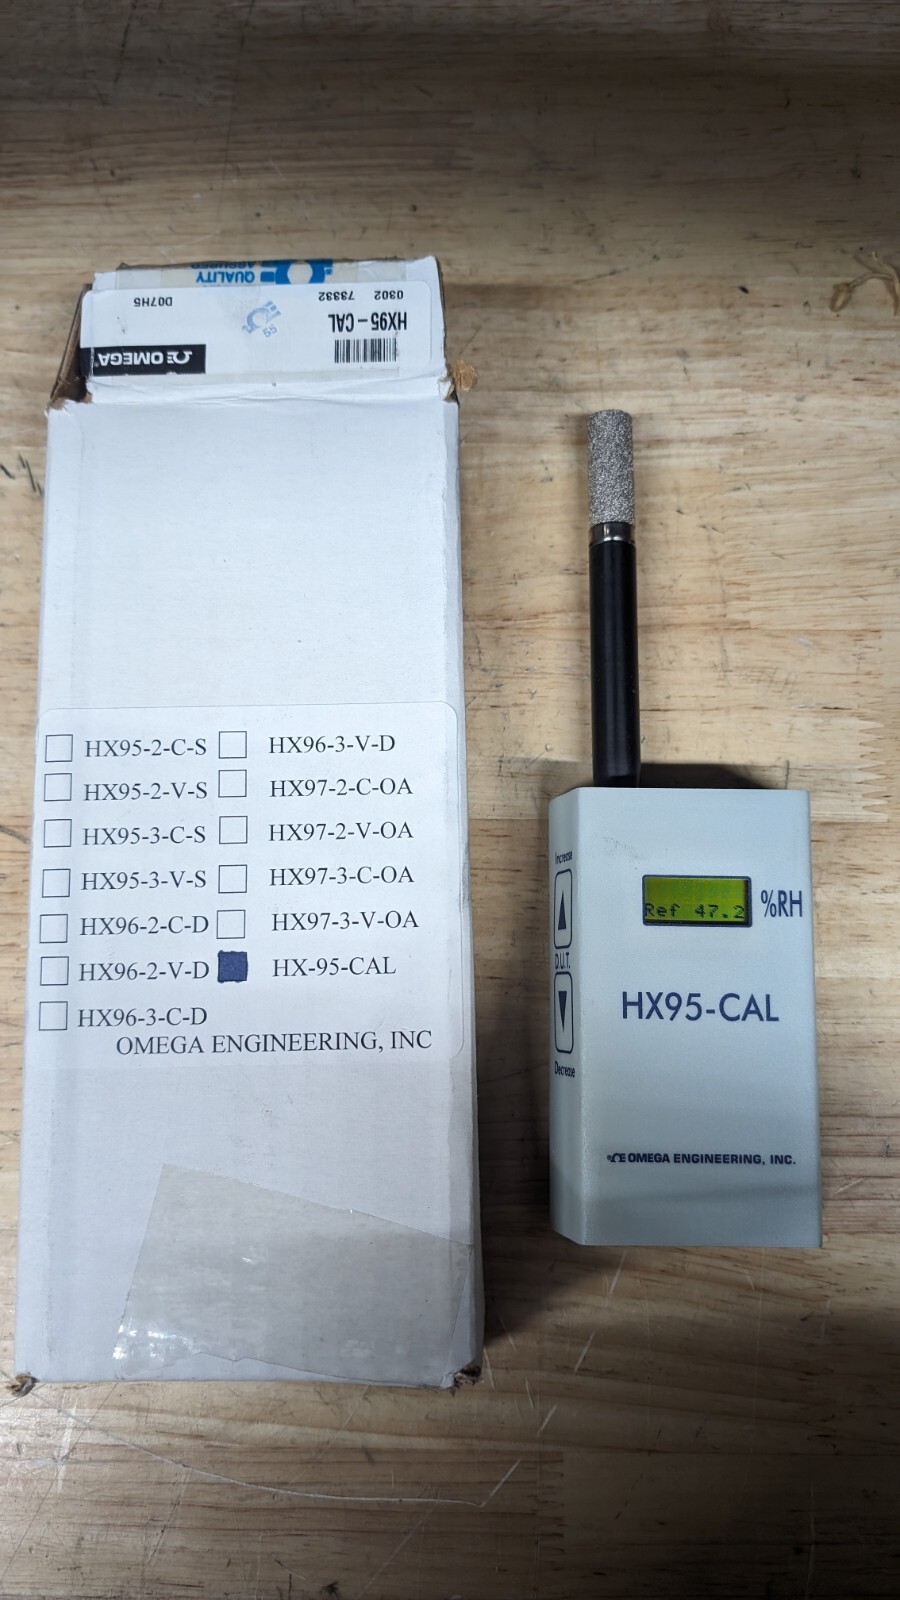 QUALITY
ASSURED
D07H5
0302 73332
55
HX95-CAL
OMEGA
HX95-2-C-S
HX95-2-V-S
HX95-3-C-S
HX95-3-V-S
HX96-2-C-D
HX96-2-V-D
HX96-3-C-D
HX96-3-V-D
HX97-2-C-OA
HX97-2-V-OA
HX97-3-C-OA
HX97-3-V-OA
HX-95-CAL
OMEGA ENGINEERING, INC
Increase
D.U.T.
Decrease
Ref 47.2
%RH
HX95-CAL
OMEGA ENGINEERING, INC.